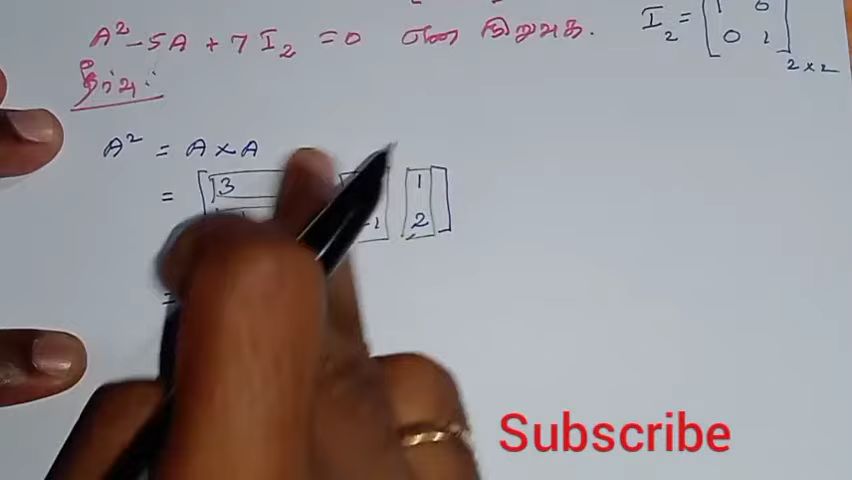 A² - 5A + 7 I₂ = 0 என நிறுவுக.
I₂ = [1 0
0 1] 2×2
தீர்வு:
A² = A × A
= [3 -1 1
2]
=
Subscribe